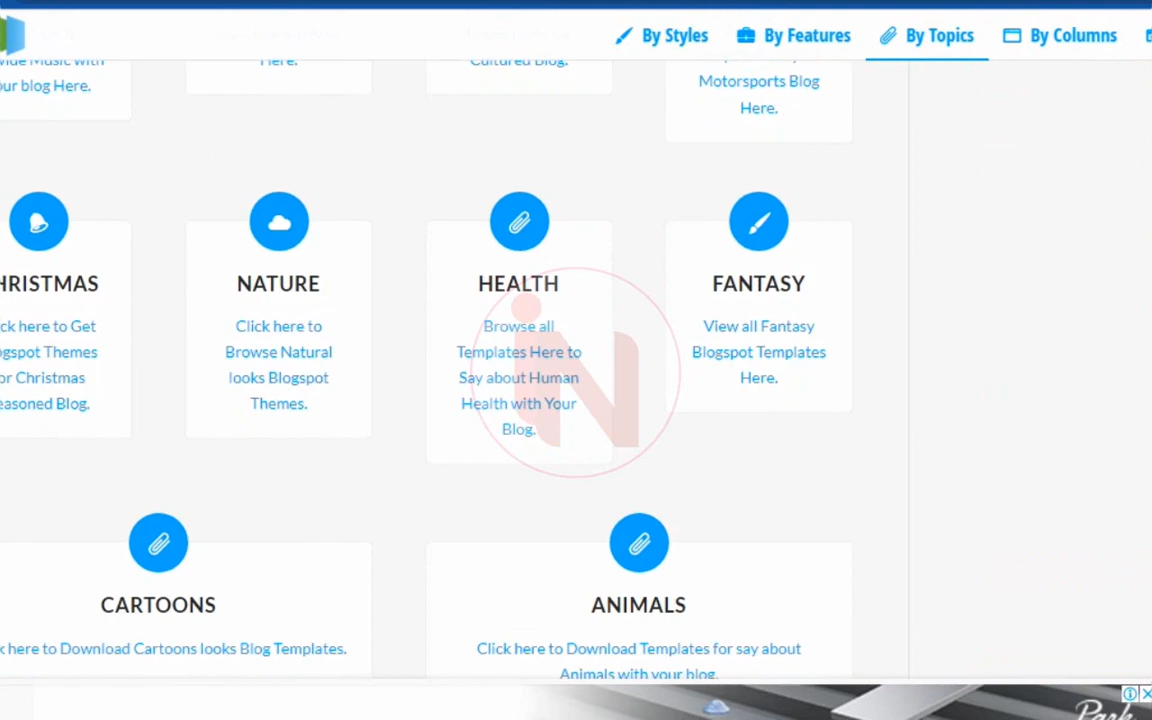 By Styles By Features By Topics By Columns
vide Music with
our blog Here.
Here.
Cultured Blog.
Motorsports Blog
Here.
HRISTMAS
ck here to Get
ogspot Themes
or Christmas
easoned Blog.
NATURE
Click here to
Browse Natural
looks Blogspot
Themes.
HEALTH
Browse all
Templates Here to
Say about Human
Health with Your
Blog.
FANTASY
View all Fantasy
Blogspot Templates
Here.
iN
CARTOONS
k here to Download Cartoons looks Blog Templates.
ANIMALS
Click here to Download Templates for say about
Animals with your blog.
Park